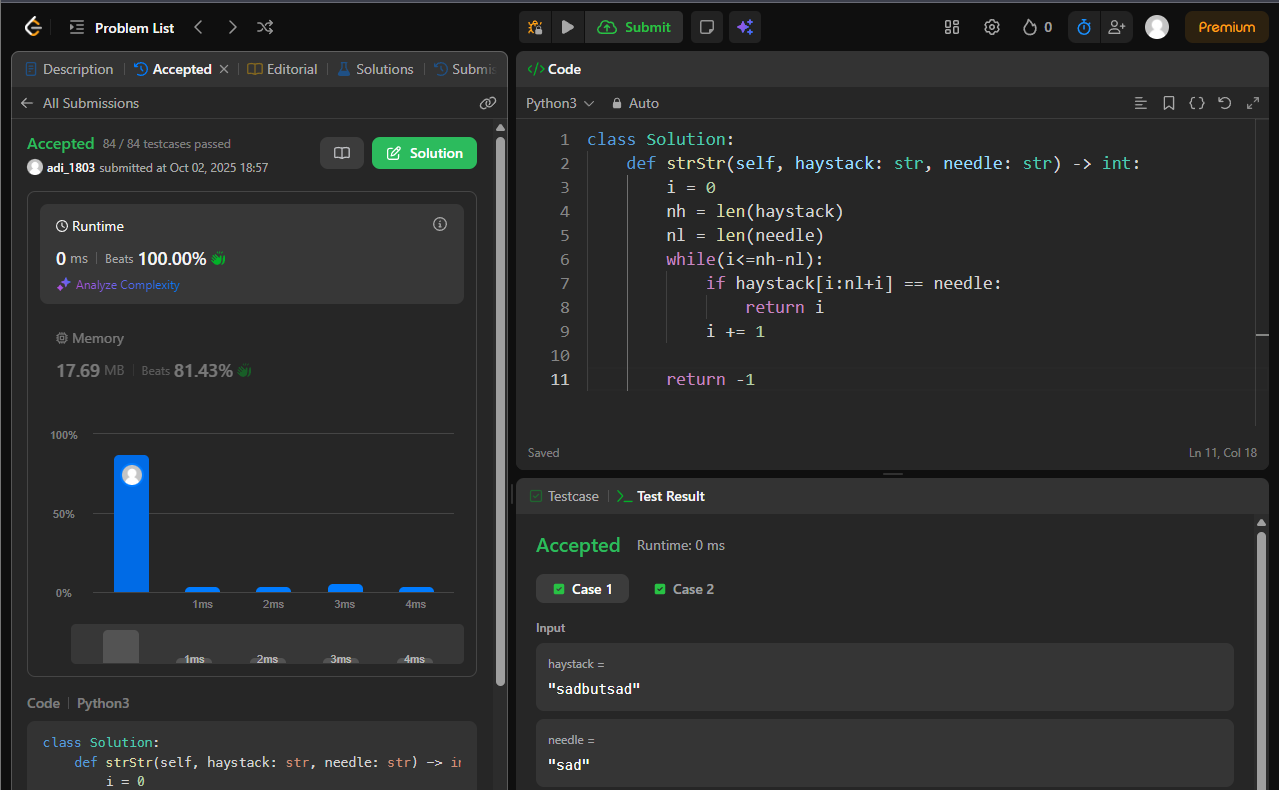 Problem List
Submit
0
Premium
Description
Accepted
Editorial
Solutions
Submis
All Submissions
Accepted 84 / 84 testcases passed
adi_1803 submitted at Oct 02, 2025 18:57
Solution
Runtime
0 ms | Beats 100.00%
Analyze Complexity
Memory
17.69 MB | Beats 81.43%
100%
50%
0%
1ms 2ms 3ms 4ms
1ms 2ms 3ms 4ms
Code | Python3
class Solution:
def strStr(self, haystack: str, needle: str) -> in
i = 0
</> Code
Python3
Auto
1 class Solution:
2     def strStr(self, haystack: str, needle: str) -> int:
3         i = 0
4         nh = len(haystack)
5         nl = len(needle)
6         while(i<=nh-nl):
7             if haystack[i:nl+i] == needle:
8                 return i
9             i += 1
10
11         return -1
Saved
Ln 11, Col 18
Testcase
Test Result
Accepted Runtime: 0 ms
Case 1
Case 2
Input
haystack =
"sadbutsad"
needle =
"sad"